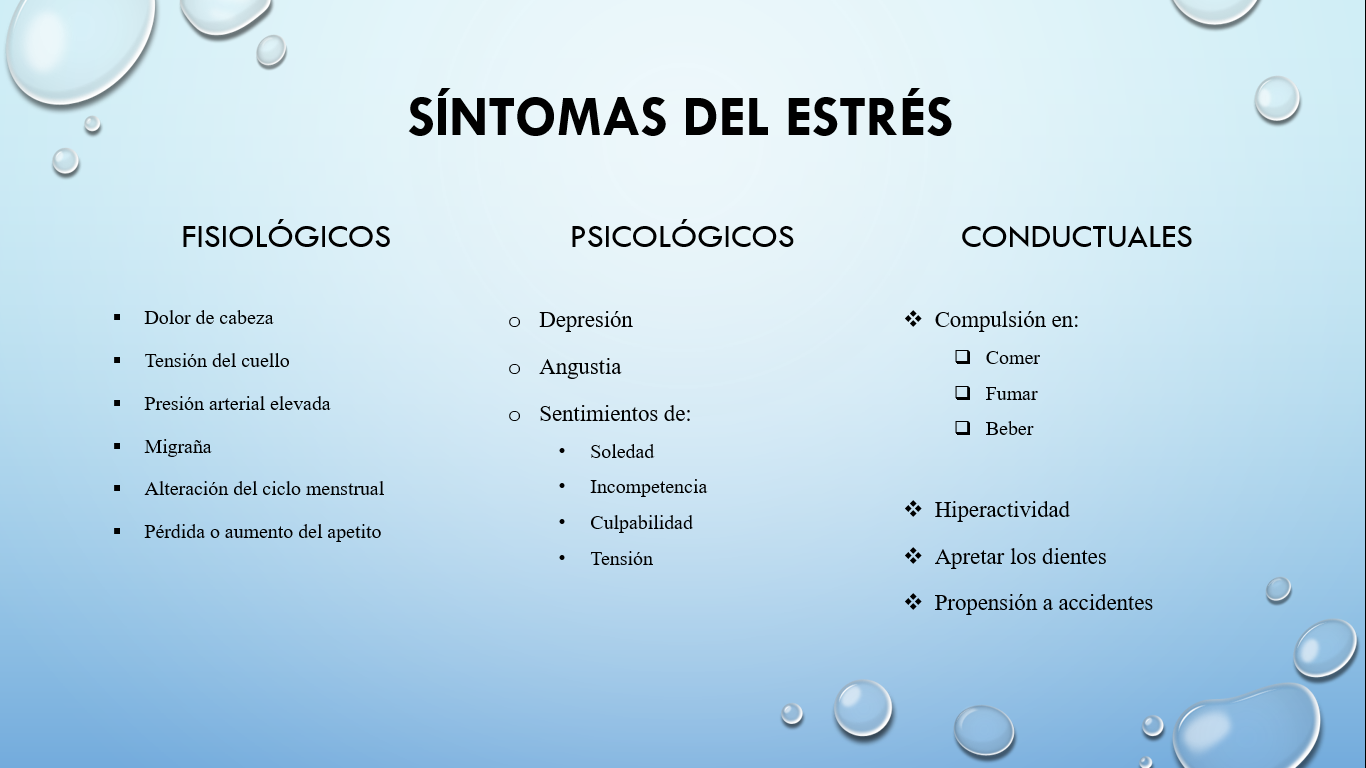 SÍNTOMAS DEL ESTRÉS
FISIOLÓGICOS
Dolor de cabeza
Tensión del cuello
Presión arterial elevada
Migraña
Alteración del ciclo menstrual
Pérdida o aumento del apetito
PSICOLÓGICOS
Depresión
Angustia
Sentimientos de:
Soledad
Incompetencia
Culpabilidad
Tensión
CONDUCTUALES
Compulsión en:
Comer
Fumar
Beber
Hiperactividad
Apretar los dientes
Propensión a accidentes